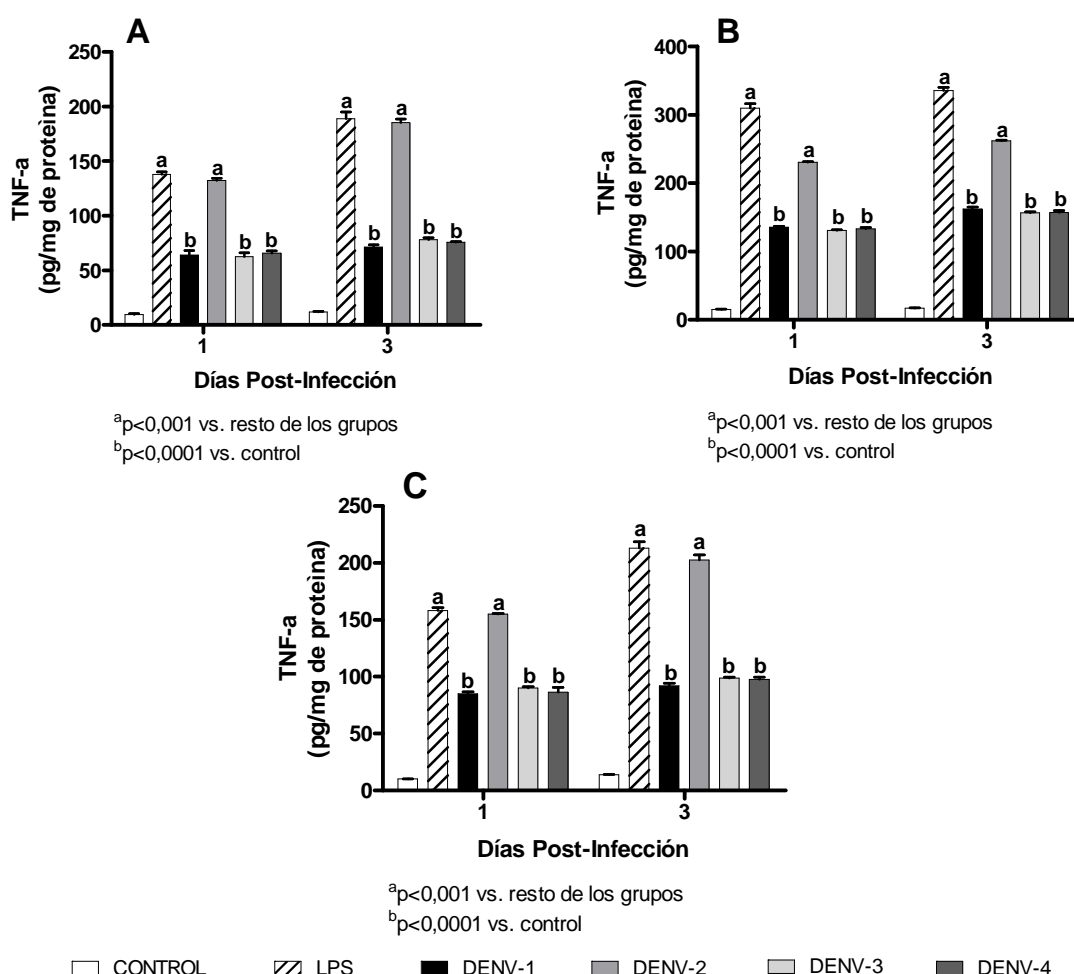 A
TNF-a
(pg/mg de protèina)
250
200
150
100
50
0
a
a
b
b
b
a
a
b
b
b
1
3
Días Post-Infección
ap<0,001 vs. resto de los grupos
bp<0,0001 vs. control
B
TNF-a
(pg/mg de protèina)
400
300
200
100
0
a
a
b
b
b
a
a
b
b
b
1
3
Días Post-Infección
ap<0,001 vs. resto de los grupos
bp<0,0001 vs. control
C
TNF-a
(pg/mg de protèina)
250
200
150
100
50
0
a
a
b
b
b
a
a
b
b
b
1
3
Días Post-Infección
ap<0,001 vs. resto de los grupos
bp<0,0001 vs. control
CONTROL LPS DENV-1 DENV-2 DENV-3 DENV-4